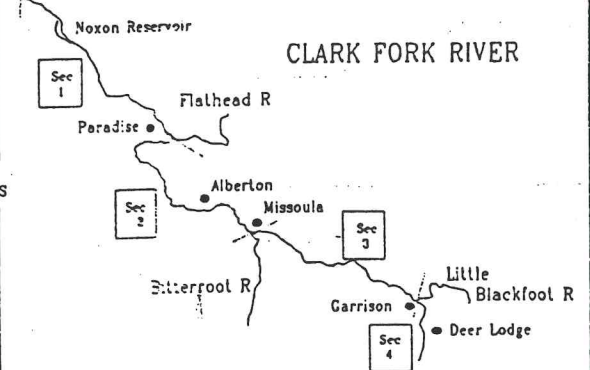 Noxon Reservoir
CLARK FORK RIVER
Sec
1
Flathead R
Paradise
S
Alberton
Sec
2
Missoula
Sec
3
Bitterroot R
Little
Blackfoot R
Garrison
Deer Lodge
Sec
4